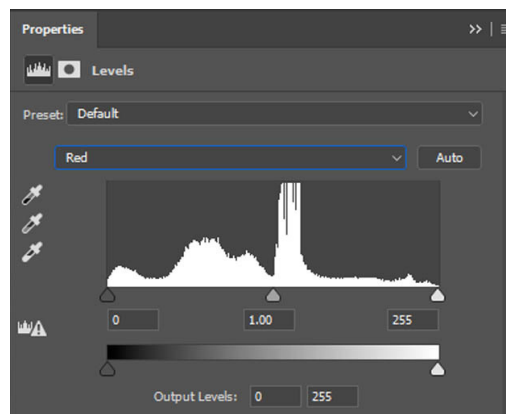 Properties
Levels
Preset: Default
Red Auto
0 1.00 255
Output Levels: 0 255